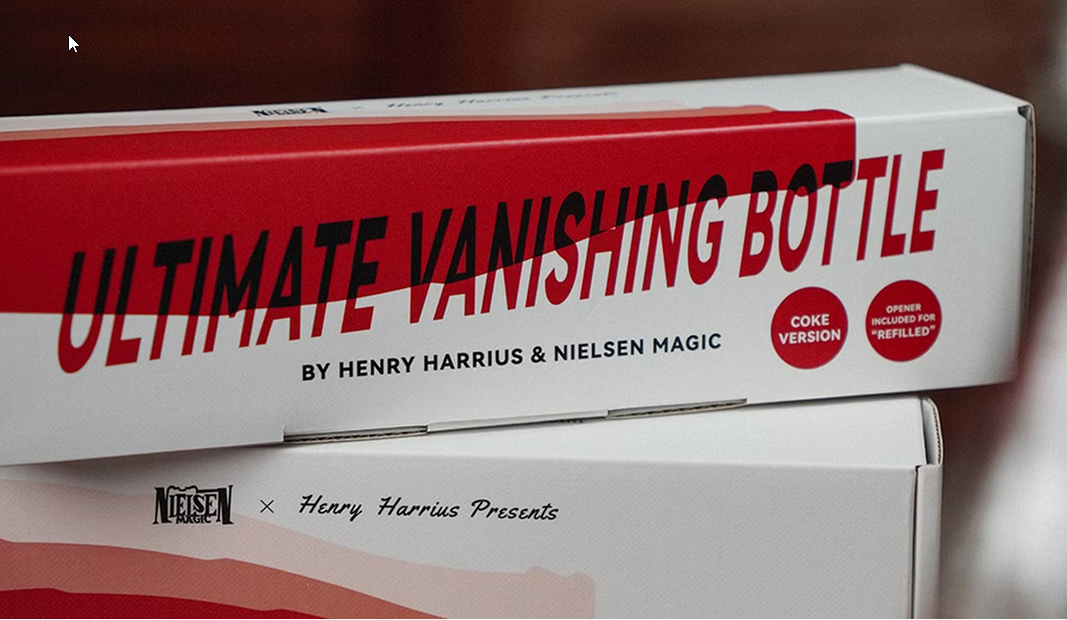 NIELSEN × Henry Harrius Presents
ULTIMATE VANISHING BOTTLE
BY HENRY HARRIUS & NIELSEN MAGIC
COKE
VERSION
OPENER
INCLUDED FOR
"REFILLED"
NIELSEN
MAGIC
× Henry Harrius Presents